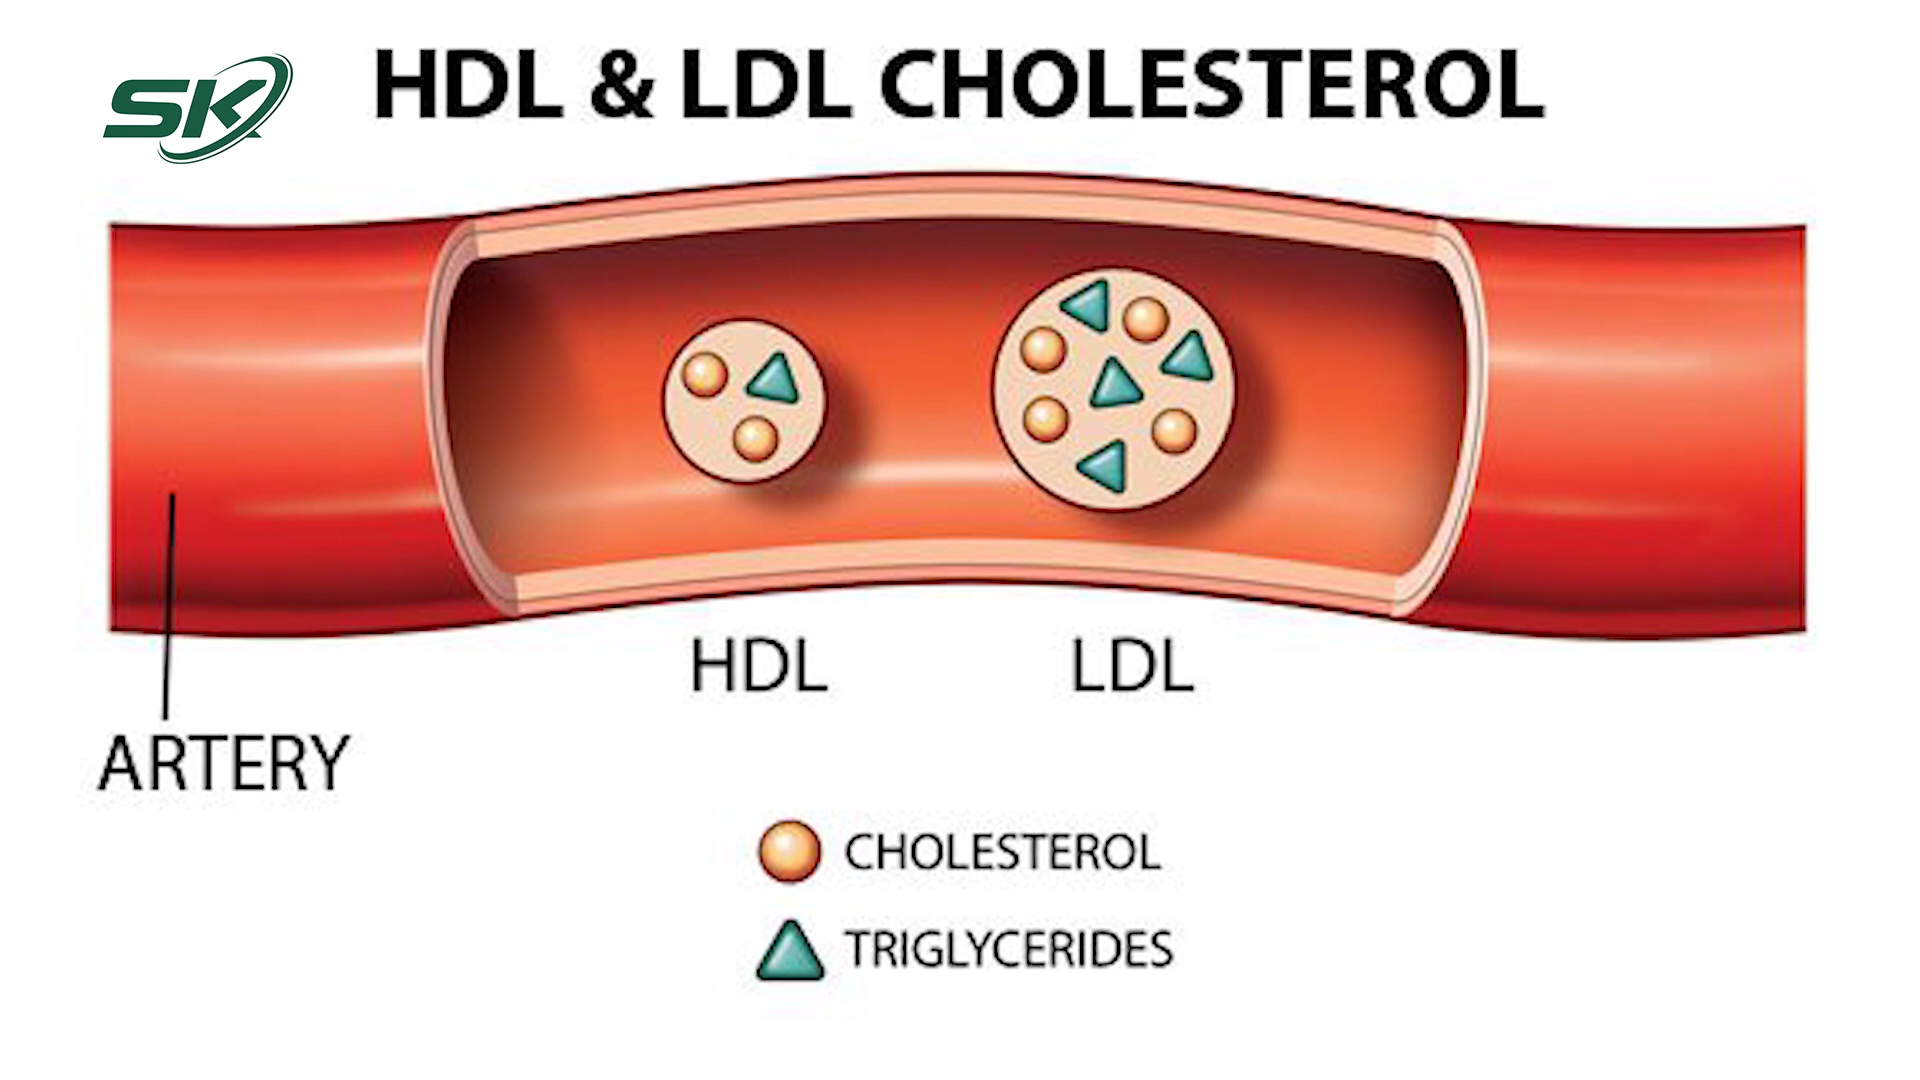 SK
HDL & LDL CHOLESTEROL
HDL
LDL
ARTERY
CHOLESTEROL
TRIGLYCERIDES